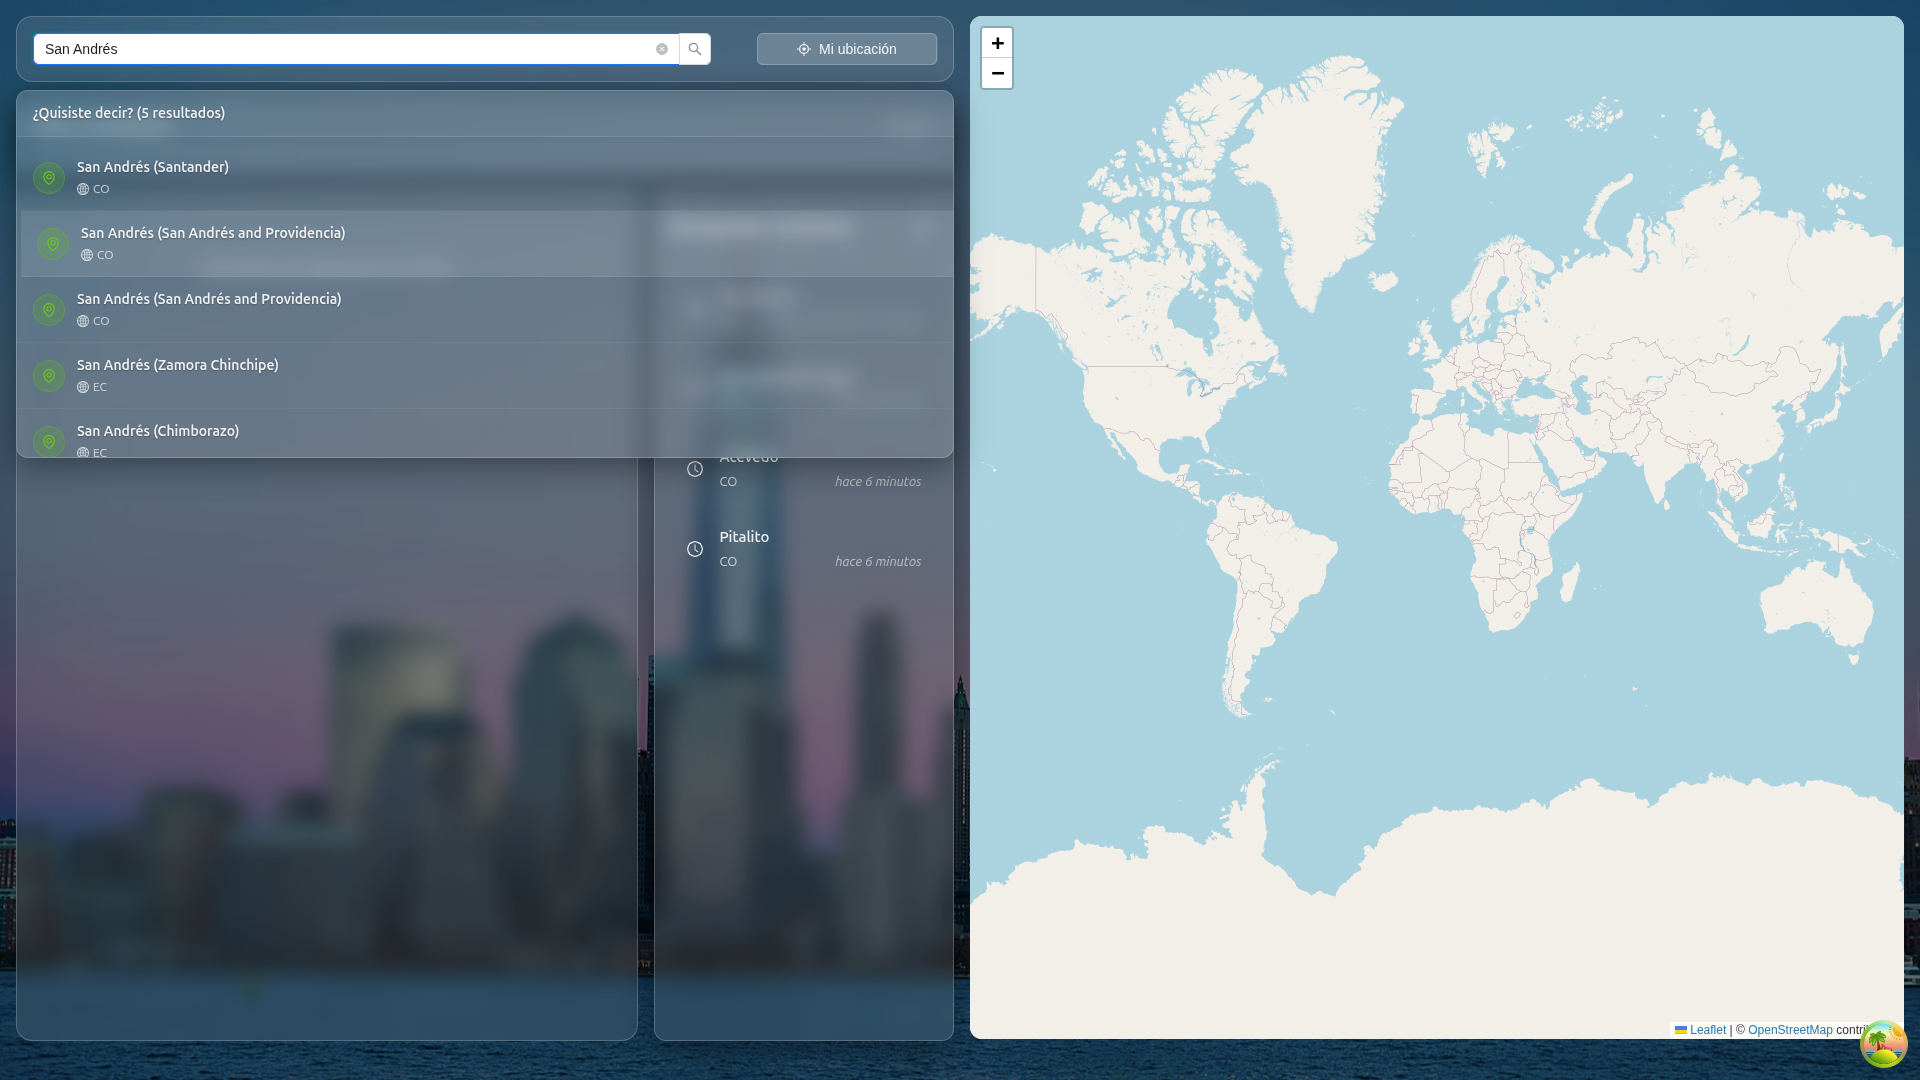 San Andrés
Mi ubicación
¿Quisiste decir? (5 resultados)
San Andrés (Santander)
CO
San Andrés (San Andrés and Providencia)
CO
San Andrés (San Andrés and Providencia)
CO
San Andrés (Zamora Chinchipe)
EC
San Andrés (Chimborazo)
EC
Acevedo
CO hace 6 minutos
Pitalito
CO hace 6 minutos
+
−
Leaflet | © OpenStreetMap